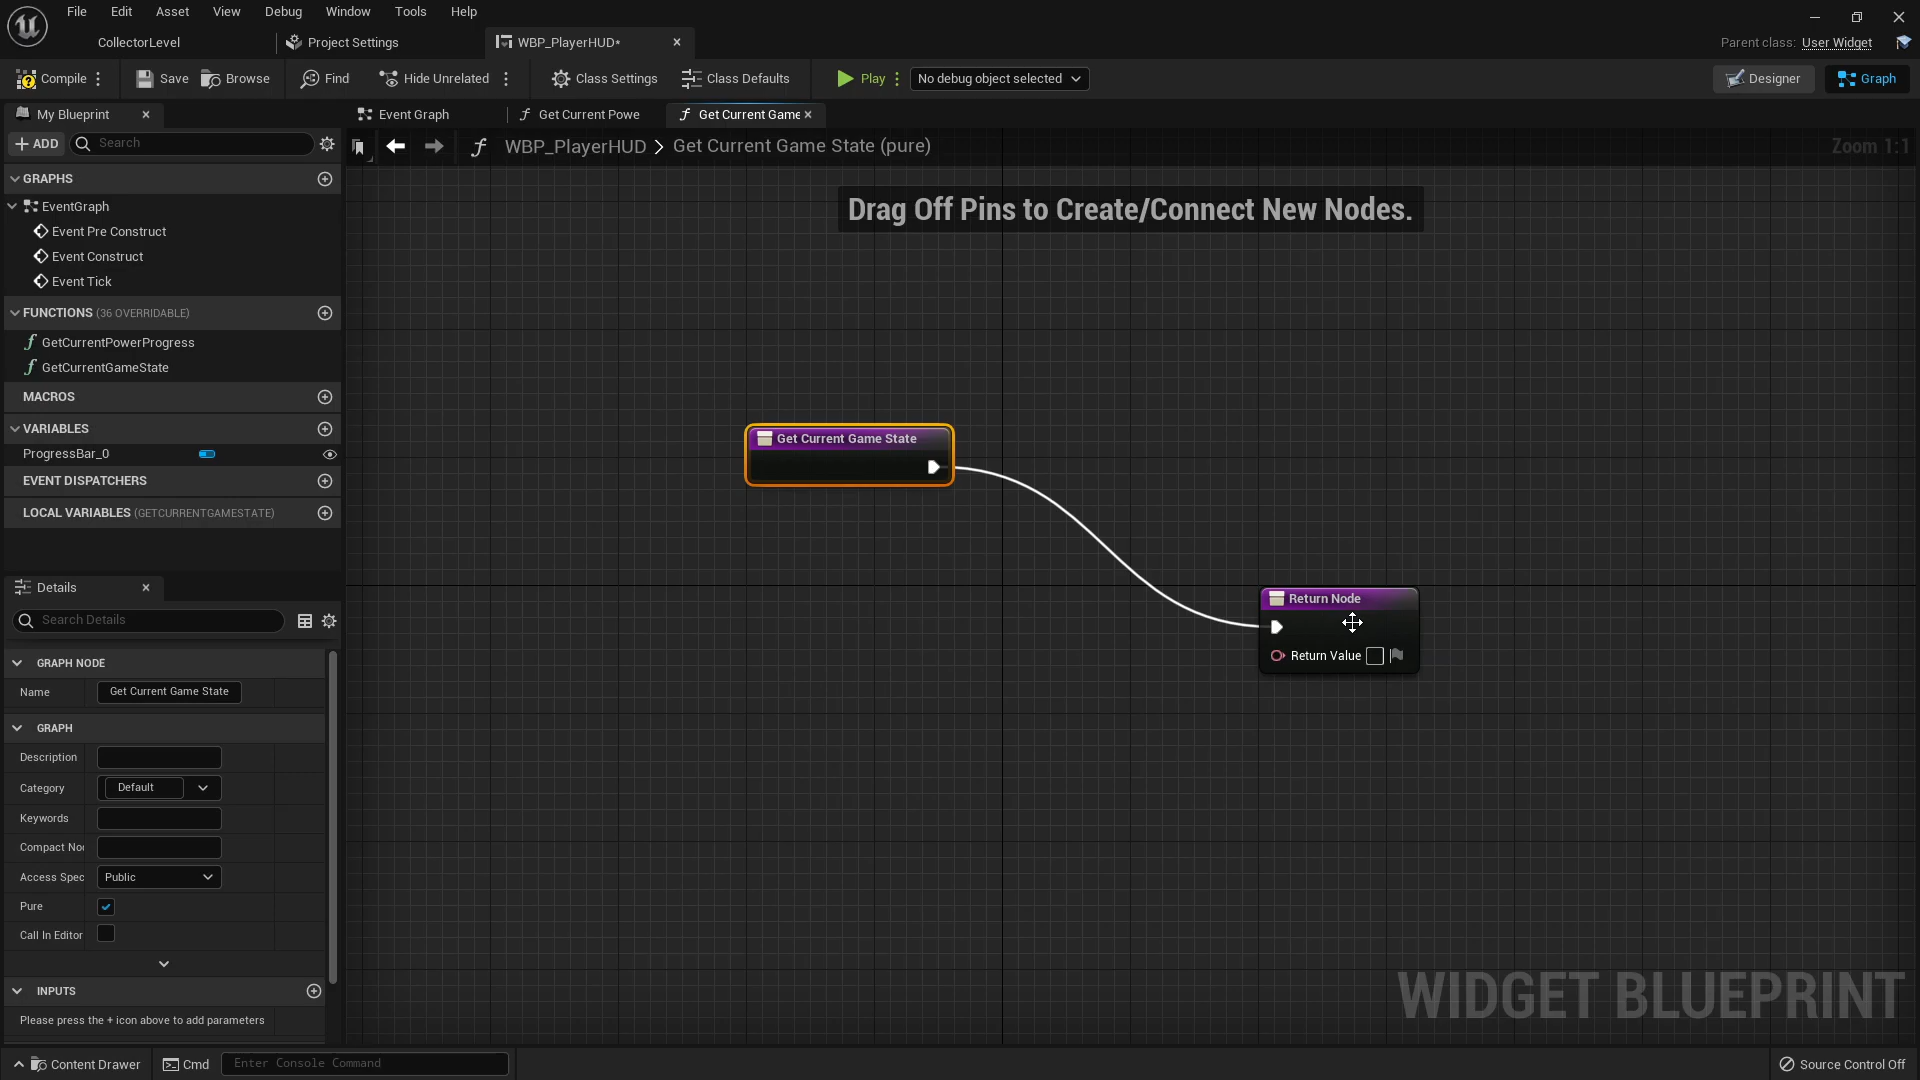 File Edit Asset View Debug Window Tools Help
CollectorLevel Project Settings WBP_PlayerHUD* Parent class: User Widget
Compile Save Browse Find Hide Unrelated Class Settings Class Defaults Play No debug object selected Designer Graph
My Blueprint Event Graph Get Current Powe Get Current Game
ADD Search
WBP_PlayerHUD > Get Current Game State (pure) Zoom 1:1
Drag Off Pins to Create/Connect New Nodes.
GRAPHS
EventGraph
Event Pre Construct
Event Construct
Event Tick
FUNCTIONS (36 OVERRIDABLE)
GetCurrentPowerProgress
GetCurrentGameState
MACROS
VARIABLES
ProgressBar_0
EVENT DISPATCHERS
LOCAL VARIABLES (GETCURRENTGAMESTATE)
Get Current Game State
Return Node
Return Value
Details
Search Details
GRAPH NODE
Name Get Current Game State
GRAPH
Description
Category Default
Keywords
Compact No
Access Spec Public
Pure
Call In Editor
INPUTS
Please press the + icon above to add parameters
WIDGET BLUEPRINT
Content Drawer Cmd Enter Console Command Source Control Off